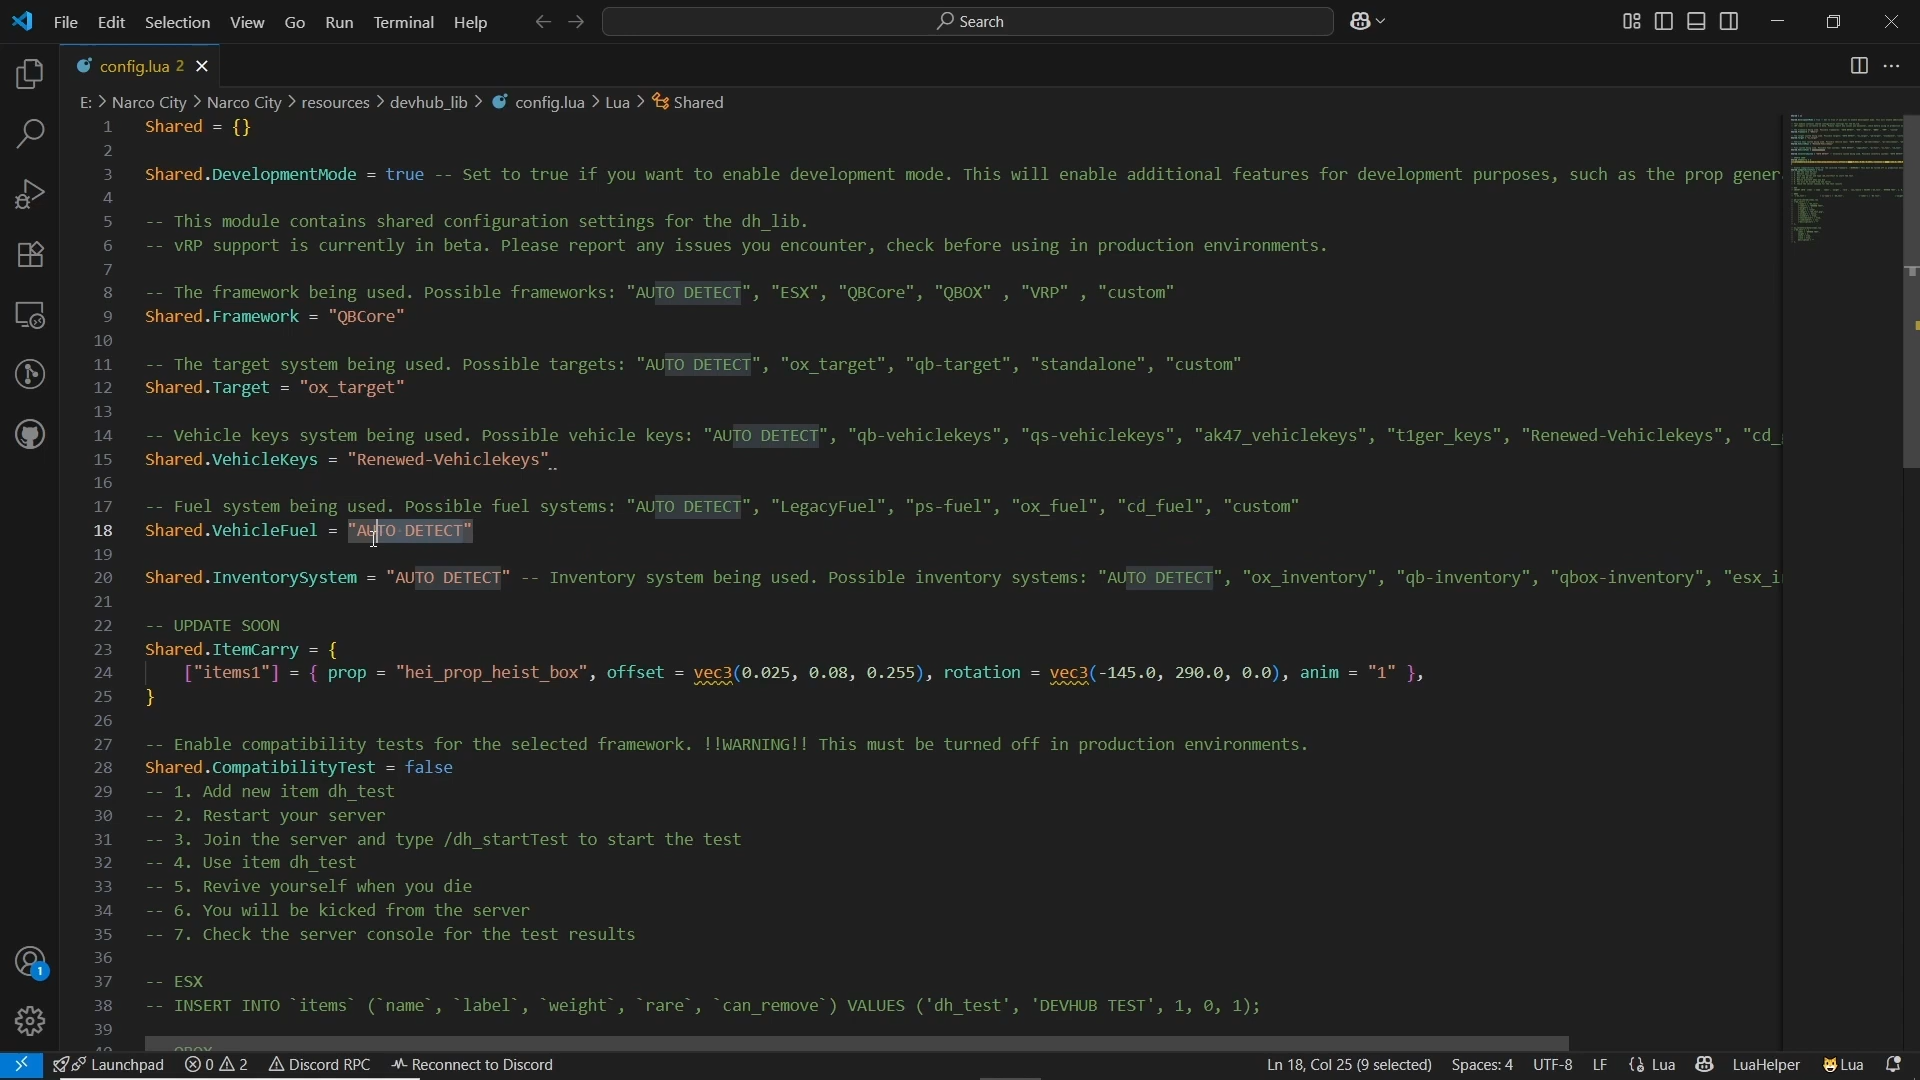 File Edit Selection View Go Run Terminal Help Search
config.lua 2
E: > Narco City > Narco City > resources > devhub_lib > config.lua > Lua > Shared
1 Shared = {}
2
3 Shared.DevelopmentMode = true -- Set to true if you want to enable development mode. This will enable additional features for development purposes, such as the prop gener
4
5 -- This module contains shared configuration settings for the dh_lib.
6 -- vRP support is currently in beta. Please report any issues you encounter, check before using in production environments.
7
8 -- The framework being used. Possible frameworks: "AUTO DETECT", "ESX", "QBCore", "QBOX" , "VRP" , "custom"
9 Shared.Framework = "QBCore"
10
11 -- The target system being used. Possible targets: "AUTO DETECT", "ox_target", "qb-target", "standalone", "custom"
12 Shared.Target = "ox_target"
13
14 -- Vehicle keys system being used. Possible vehicle keys: "AUTO DETECT", "qb-vehiclekeys", "qs-vehiclekeys", "ak47_vehiclekeys", "t1ger_keys", "Renewed-Vehiclekeys", "cd_
15 Shared.VehicleKeys = "Renewed-Vehiclekeys"
16
17 -- Fuel system being used. Possible fuel systems: "AUTO DETECT", "LegacyFuel", "ps-fuel", "ox_fuel", "cd_fuel", "custom"
18 Shared.VehicleFuel = "AUTO DETECT"
19
20 Shared.InventorySystem = "AUTO DETECT" -- Inventory system being used. Possible inventory systems: "AUTO DETECT", "ox_inventory", "qb-inventory", "qbox-inventory", "esx_i
21
22 -- UPDATE SOON
23 Shared.ItemCarry = {
24 ["items1"] = { prop = "hei_prop_heist_box", offset = vec3(0.025, 0.08, 0.255), rotation = vec3(-145.0, 290.0, 0.0), anim = "1" },
25 }
26
27 -- Enable compatibility tests for the selected framework. !!WARNING!! This must be turned off in production environments.
28 Shared.CompatibilityTest = false
29 -- 1. Add new item dh_test
30 -- 2. Restart your server
31 -- 3. Join the server and type /dh_startTest to start the test
32 -- 4. Use item dh_test
33 -- 5. Revive yourself when you die
34 -- 6. You will be kicked from the server
35 -- 7. Check the server console for the test results
36
37 -- ESX
38 -- INSERT INTO `items` (`name`, `label`, `weight`, `rare`, `can_remove`) VALUES ('dh_test', 'DEVHUB TEST', 1, 0, 1);
39
1
Launchpad 0 2 Discord RPC Reconnect to Discord Ln 18, Col 25 (9 selected) Spaces: 4 UTF-8 LF Lua LuaHelper Lua